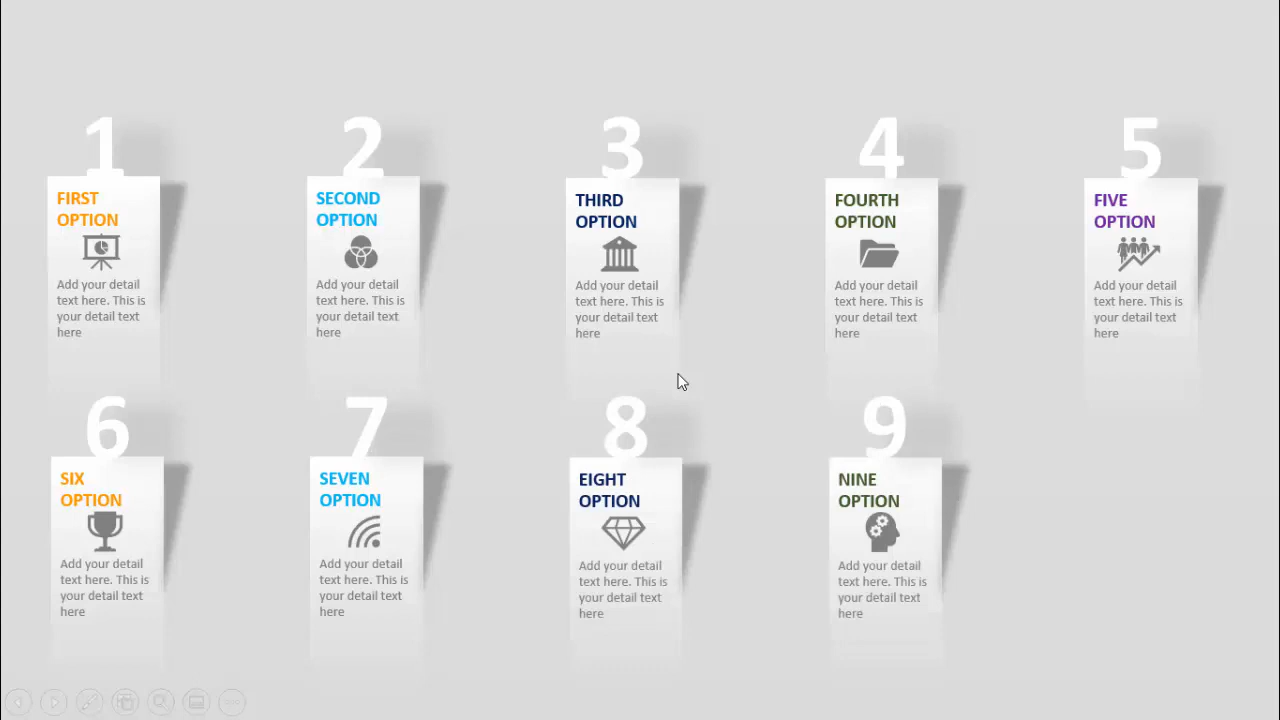 1
FIRST
OPTION
Add your detail
text here. This is
your detail text
here
2
SECOND
OPTION
Add your detail
text here. This is
your detail text
here
3
THIRD
OPTION
Add your detail
text here. This is
your detail text
here
4
FOURTH
OPTION
Add your detail
text here. This is
your detail text
here
5
FIVE
OPTION
Add your detail
text here. This is
your detail text
here
6
SIX
OPTION
Add your detail
text here. This is
your detail text
here
7
SEVEN
OPTION
Add your detail
text here. This is
your detail text
here
8
EIGHT
OPTION
Add your detail
text here. This is
your detail text
here
9
NINE
OPTION
Add your detail
text here. This is
your detail text
here